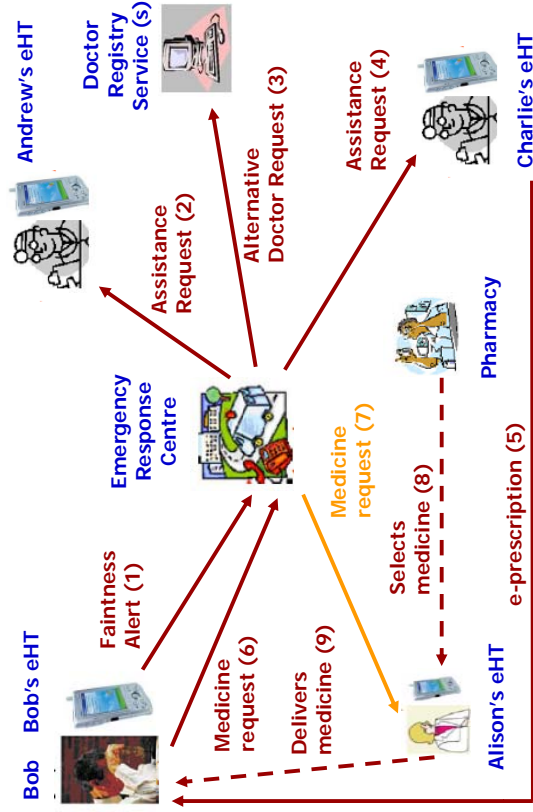 Bob
Bob's eHT
Faintness
Alert (1)
Medicine
request (6)
Delivers
medicine (9)
Alison's eHT
Emergency
Response
Centre
Medicine
request (7)
Selects
medicine (8)
e-prescription (5)
Pharmacy
Andrew's eHT
Assistance
Request (2)
Doctor
Registry
Service (s)
Alternative
Doctor Request (3)
Assistance
Request (4)
Charlie's eHT